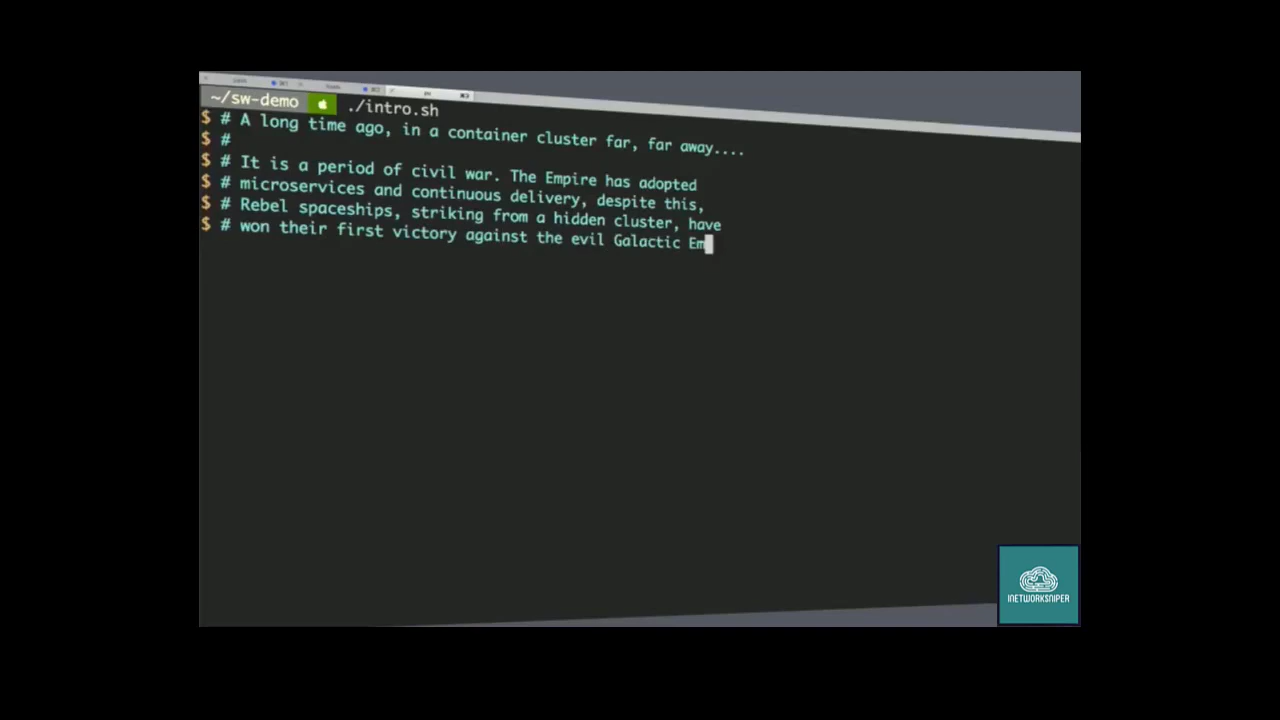 ~/sw-demo ./intro.sh
$ # A long time ago, in a container cluster far, far away....
$ #
$ # It is a period of civil war. The Empire has adopted
$ # microservices and continuous delivery, despite this,
$ # Rebel spaceships, striking from a hidden cluster, have
$ # won their first victory against the evil Galactic Em
INETWORKSNIPER